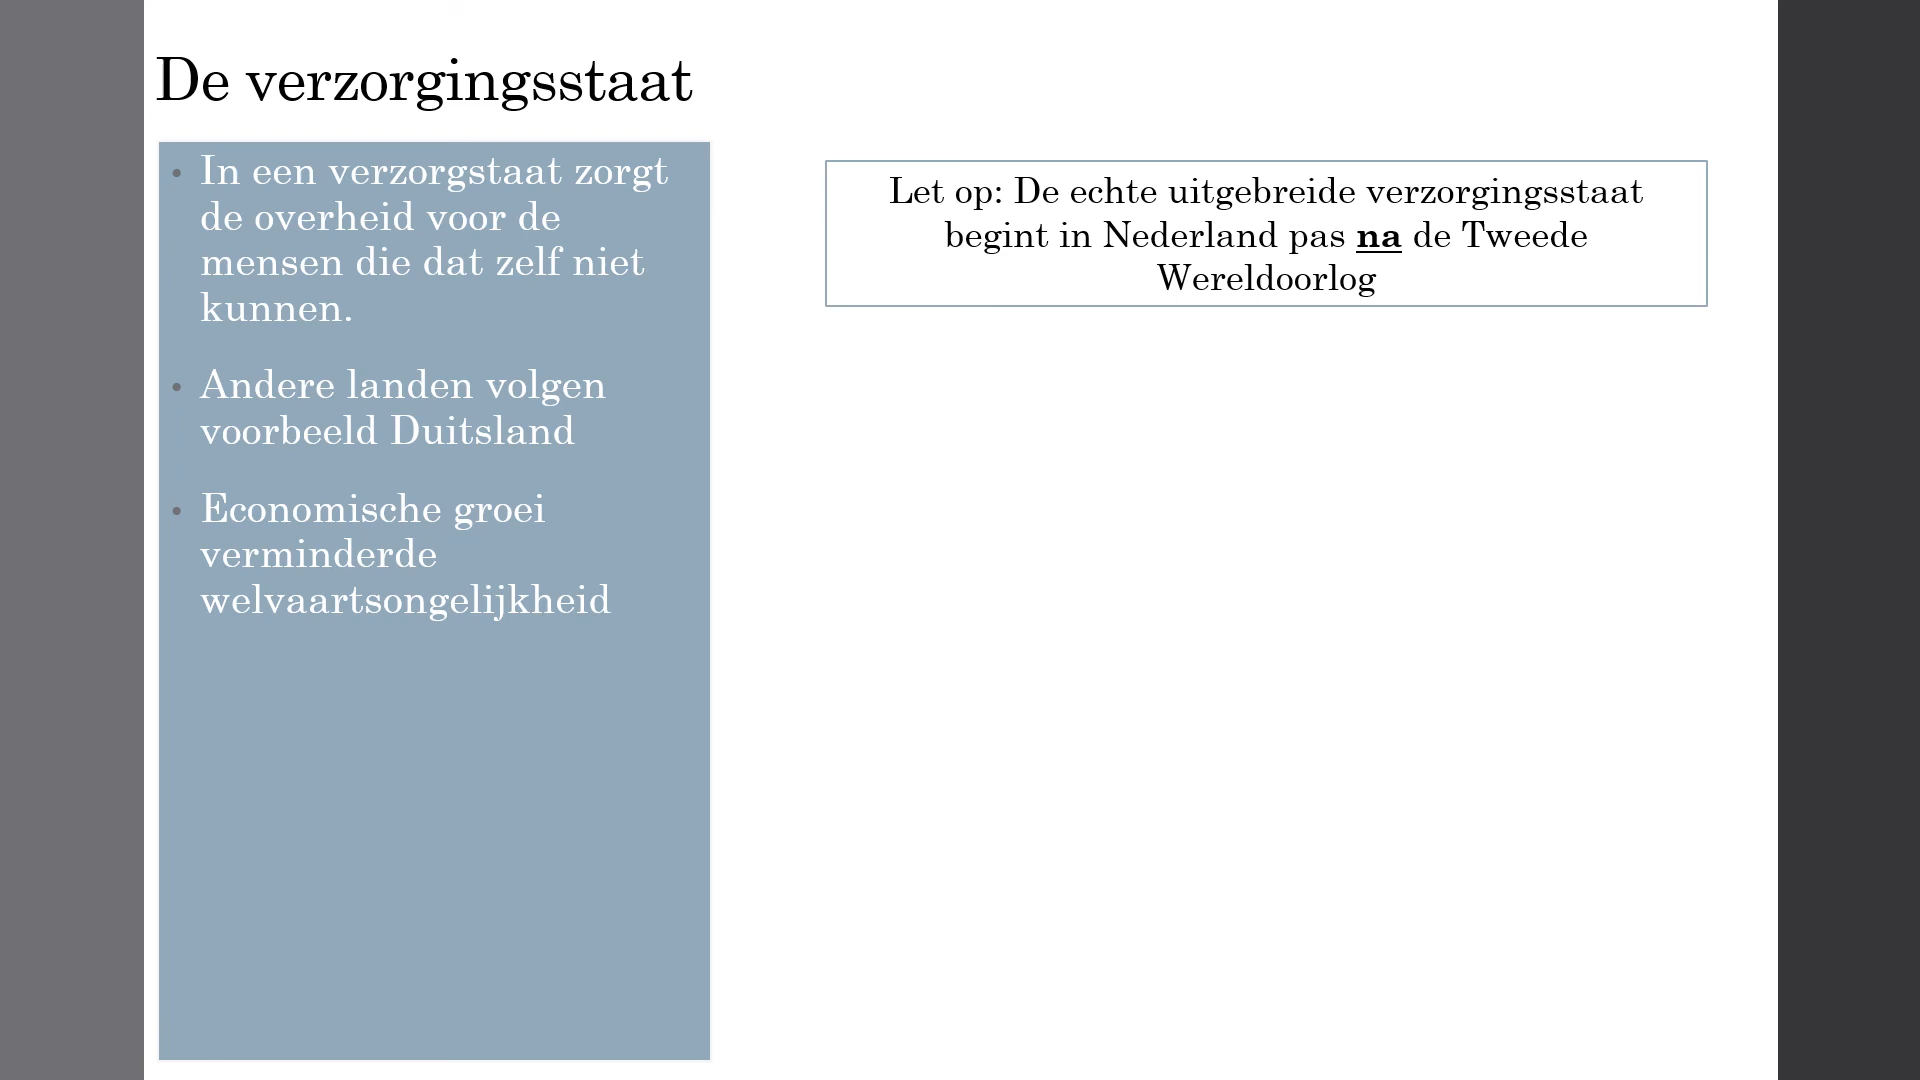 De verzorgingsstaat
• In een verzorgstaat zorgt
de overheid voor de
mensen die dat zelf niet
kunnen.
• Andere landen volgen
voorbeeld Duitsland
• Economische groei
verminderde
welvaartsongelijkheid
Let op: De echte uitgebreide verzorgingsstaat
begint in Nederland pas na de Tweede
Wereldoorlog